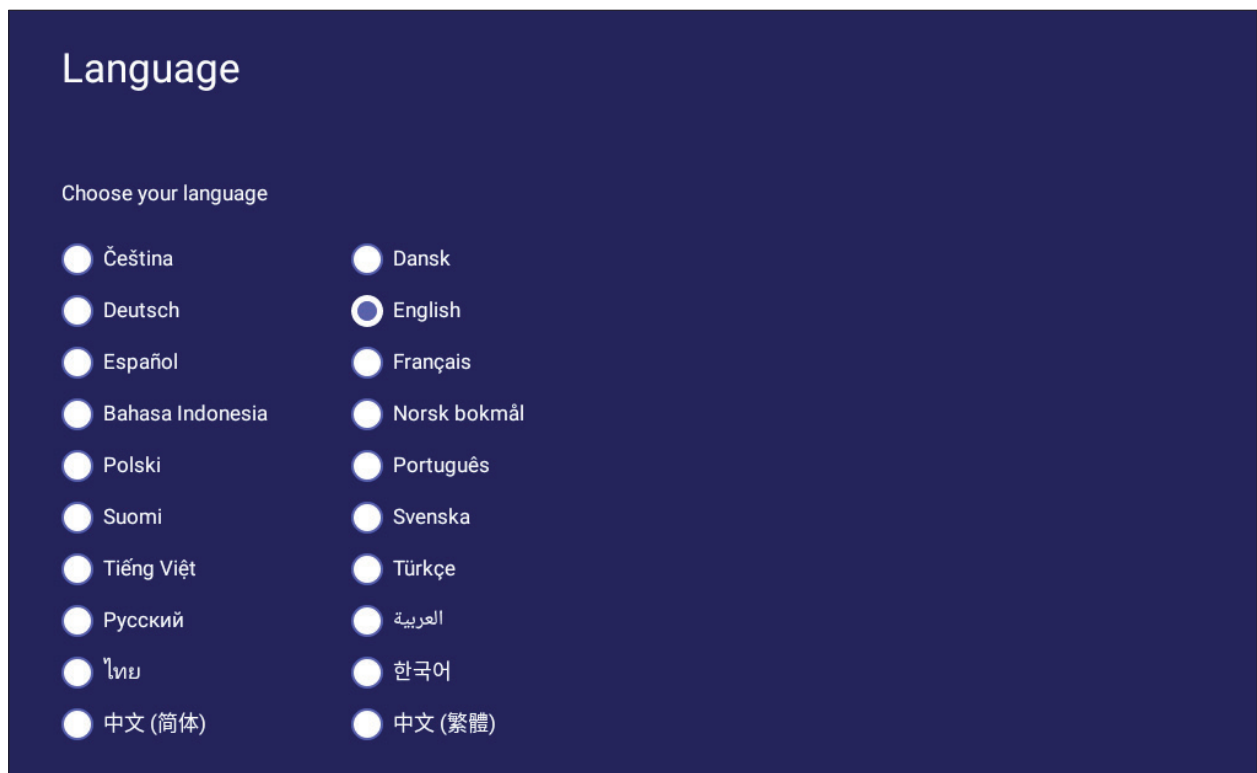 Language
Choose your language
Čeština Dansk
Deutsch English
Español Français
Bahasa Indonesia Norsk bokmål
Polski Português
Suomi Svenska
Tiếng Việt Türkçe
Русский العربية
ไทย 한국어
中文 (简体) 中文 (繁體)